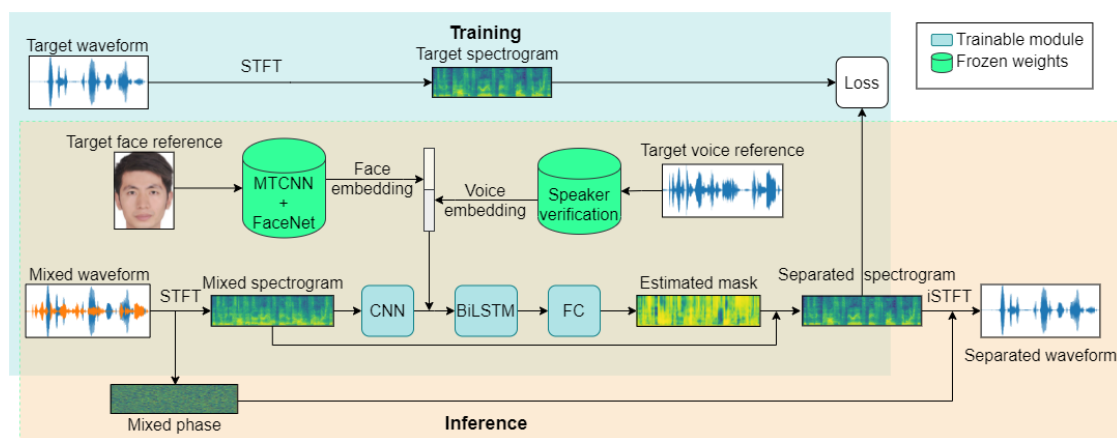 Training
Target waveform
STFT
Target spectrogram
Loss
Trainable module
Frozen weights
Target face reference
MTCNN
+
FaceNet
Face
embedding
Voice
embedding
Speaker
verification
Target voice reference
Mixed waveform
STFT
Mixed spectrogram
CNN
BiLSTM
FC
Estimated mask
Separated spectrogram
iSTFT
Separated waveform
Mixed phase
Inference